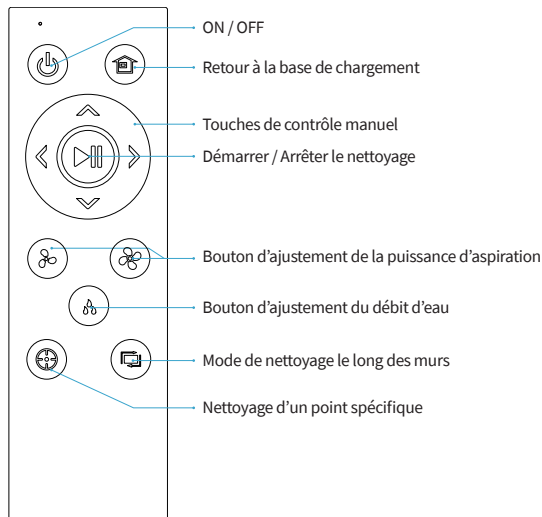 ON / OFF
Retour à la base de chargement
Touches de contrôle manuel
Démarrer / Arrêter le nettoyage
Bouton d’ajustement de la puissance d’aspiration
Bouton d’ajustement du débit d’eau
Mode de nettoyage le long des murs
Nettoyage d’un point spécifique